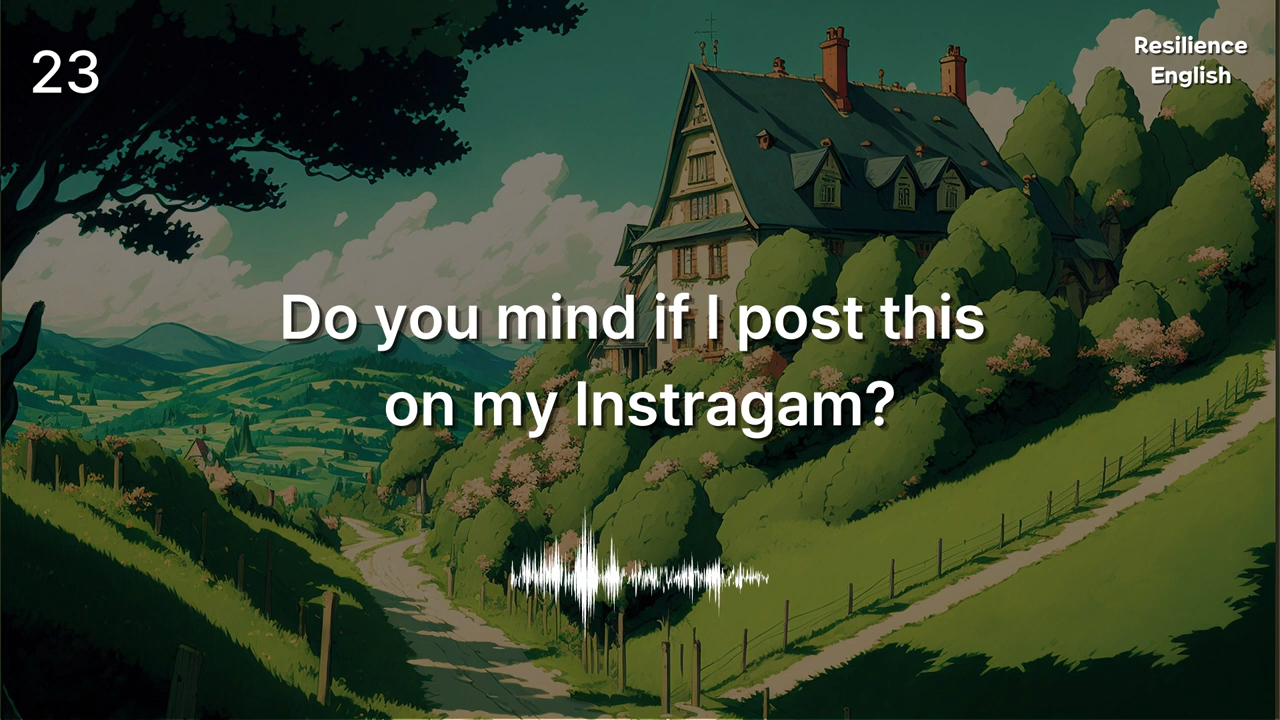 23
Resilience
English
Do you mind if I post this
on my Instragam?